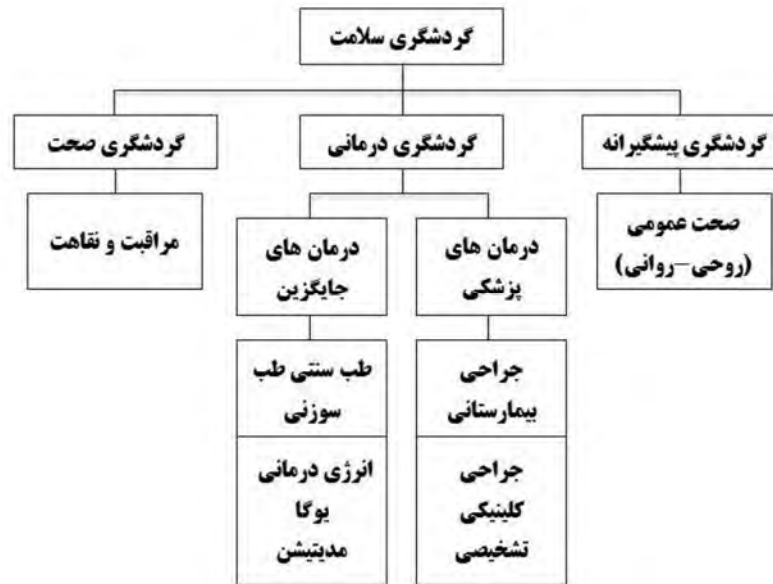 گردشگری سلامت
گردشگری پیشگیرانه
گردشگری درمانی
گردشگری صحت
صحت عمومی
(روحی-روانی)
درمان های
پزشکی
درمان های
جایگزین
مراقبت و نقاهت
جراحی
بیمارستانی
طب سنتی طب
سوزنی
جراحی
کلینیکی
تشخیصی
انرژی درمانی
یوگا
مدیتیشن